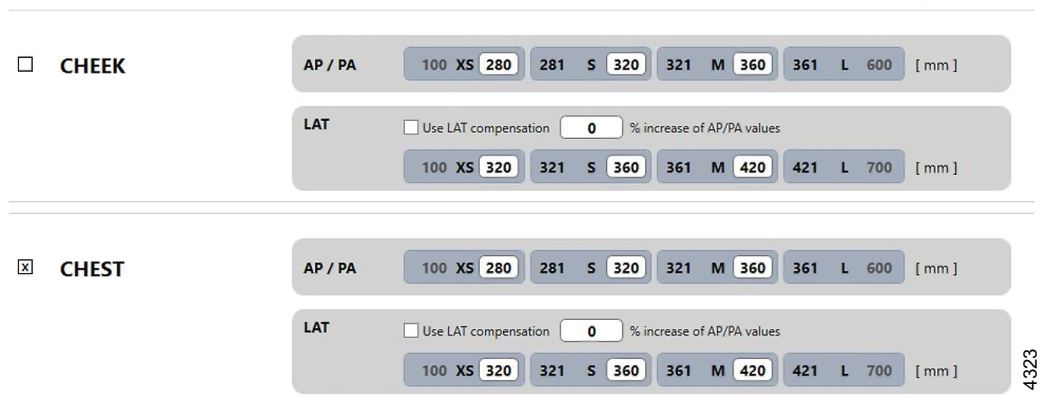 CHEEK AP / PA 100 XS 280 281 S 320 321 M 360 361 L 600 [ mm ]
LAT Use LAT compensation 0 % increase of AP/PA values
100 XS 320 321 S 360 361 M 420 421 L 700 [ mm ]
x CHEST AP / PA 100 XS 280 281 S 320 321 M 360 361 L 600 [ mm ]
LAT Use LAT compensation 0 % increase of AP/PA values
100 XS 320 321 S 360 361 M 420 421 L 700 [ mm ]
4323